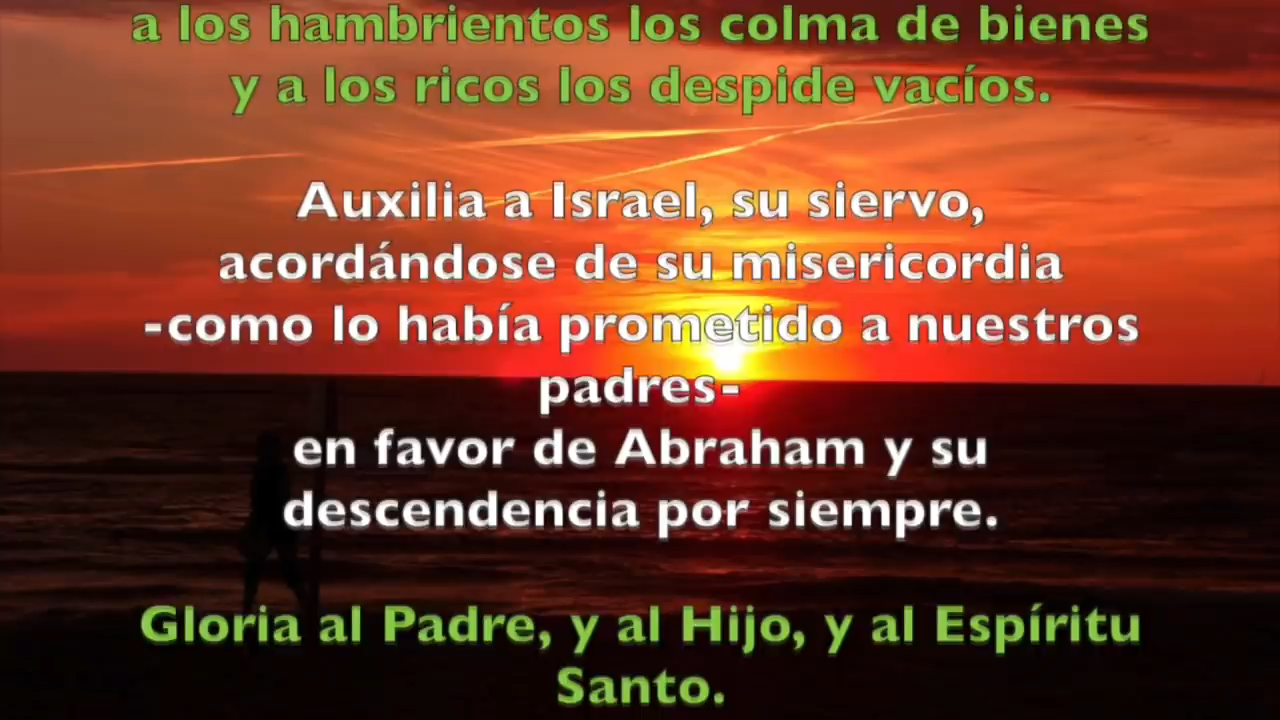 a los hambrientos los colma de bienes
y a los ricos los despide vacíos.
Auxilia a Israel, su siervo,
acordándose de su misericordia
-como lo había prometido a nuestros
padres-
en favor de Abraham y su
descendencia por siempre.
Gloria al Padre, y al Hijo, y al Espíritu
Santo.